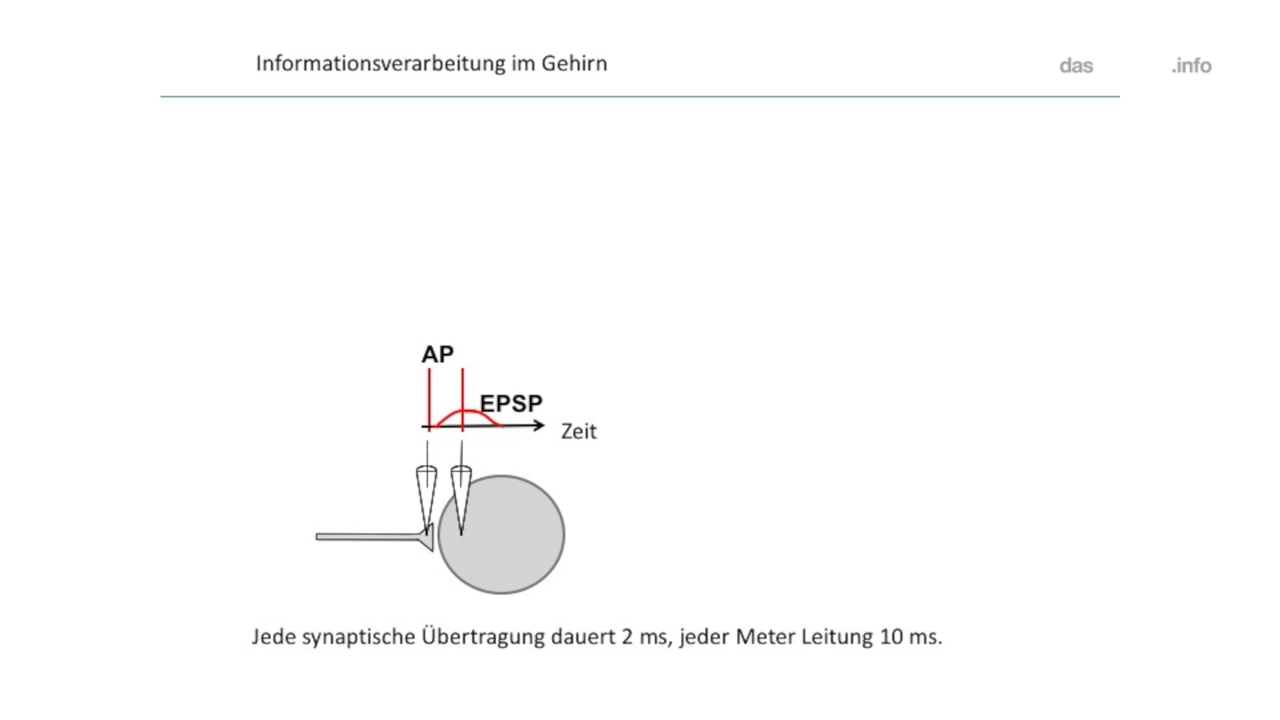 Informationsverarbeitung im Gehirn
das .info
AP
EPSP
Zeit
Jede synaptische Übertragung dauert 2 ms, jeder Meter Leitung 10 ms.